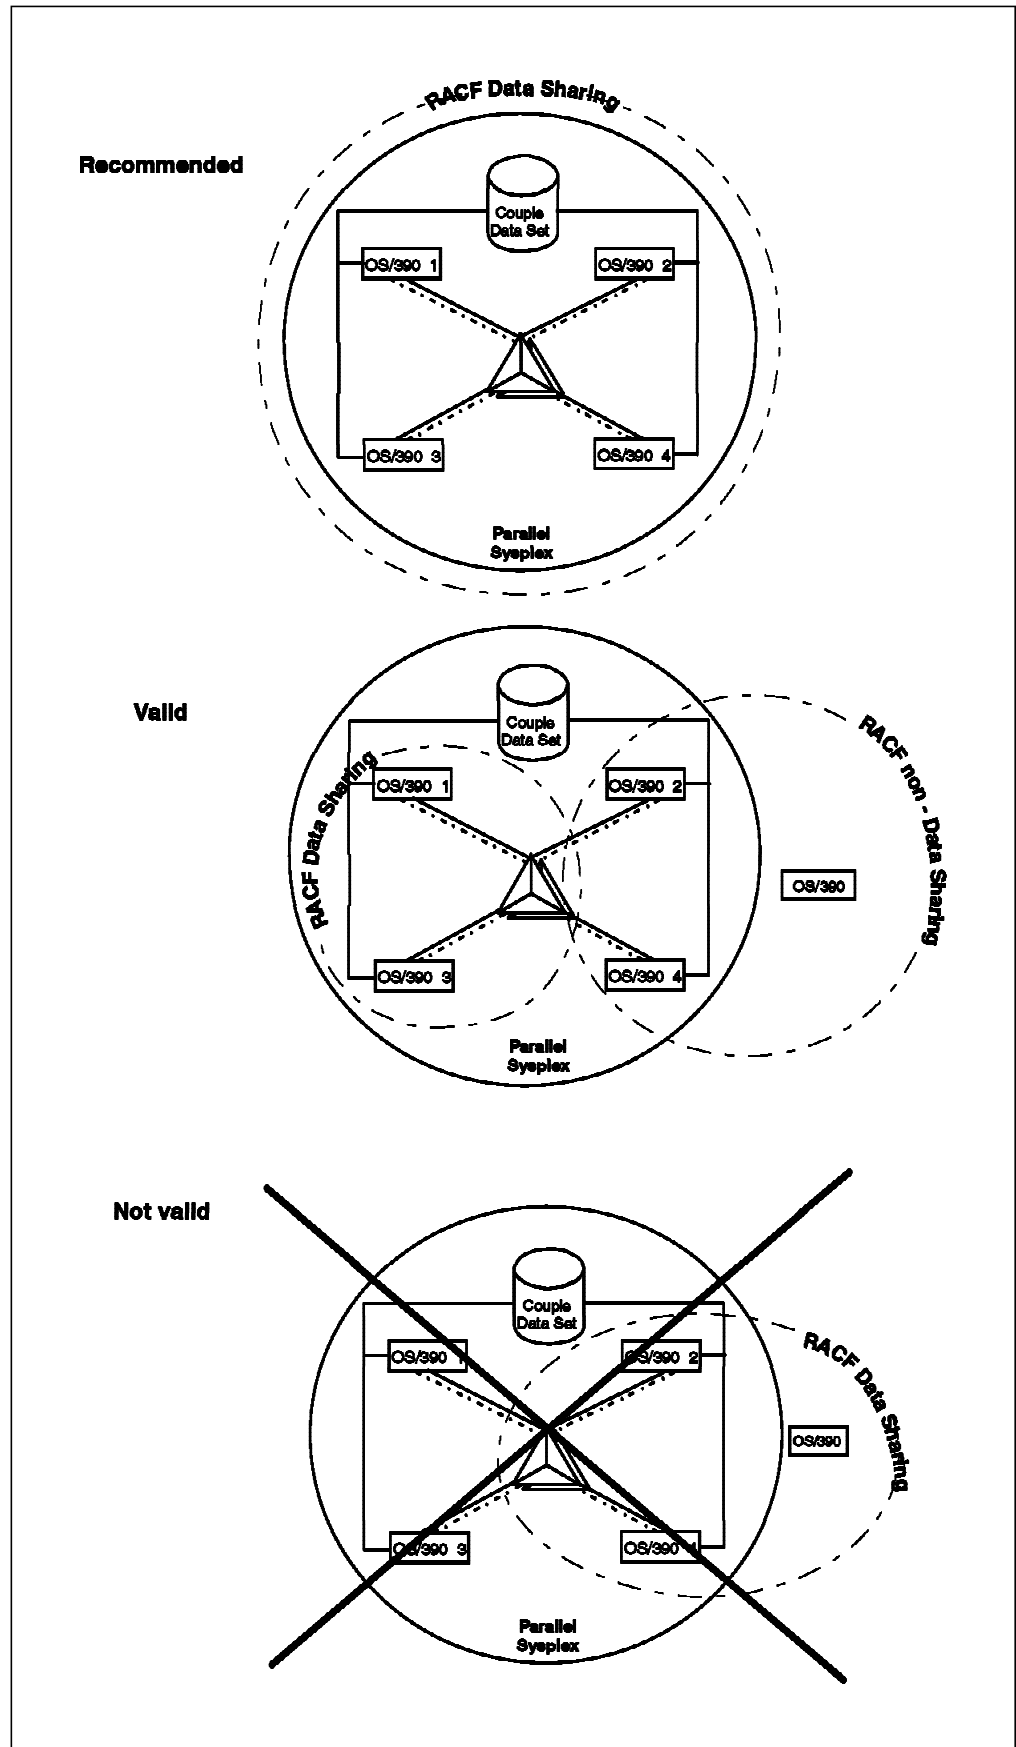 RACF Data Sharing
Recommended
Couple
Data Set
OS/390 1
OS/390 2
OS/390 3
OS/390 4
Parallel
Sysplex
Valid
Couple
Data Set
RACF Data Sharing
RACF non - Data Sharing
OS/390 1
OS/390 2
OS/390
OS/390 3
OS/390 4
Parallel
Sysplex
Not valid
Couple
Data Set
RACF Data Sharing
OS/390 1
OS/390 2
OS/390
OS/390 3
OS/390 4
Parallel
Sysplex